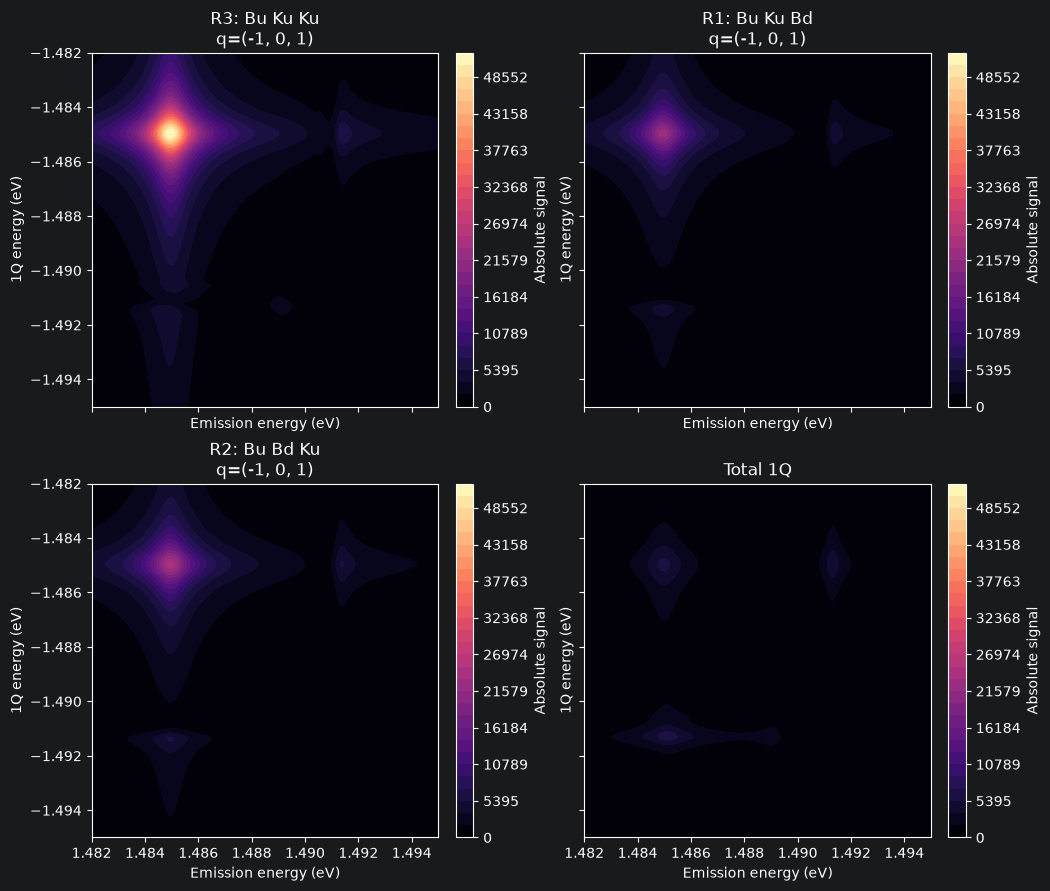 R3: Bu Ku Ku
q=(-1, 0, 1)
−1.482
−1.484
−1.486
−1.488
−1.490
−1.492
−1.494
1Q energy (eV)
Emission energy (eV)
48552
43158
37763
32368
26974
21579
16184
10789
5395
0
Absolute signal
R1: Bu Ku Bd
q=(-1, 0, 1)
1Q energy (eV)
Emission energy (eV)
48552
43158
37763
32368
26974
21579
16184
10789
5395
0
Absolute signal
R2: Bu Bd Ku
q=(-1, 0, 1)
−1.482
−1.484
−1.486
−1.488
−1.490
−1.492
−1.494
1Q energy (eV)
1.482 1.484 1.486 1.488 1.490 1.492 1.494
Emission energy (eV)
48552
43158
37763
32368
26974
21579
16184
10789
5395
0
Absolute signal
Total 1Q
1Q energy (eV)
1.482 1.484 1.486 1.488 1.490 1.492 1.494
Emission energy (eV)
48552
43158
37763
32368
26974
21579
16184
10789
5395
0
Absolute signal